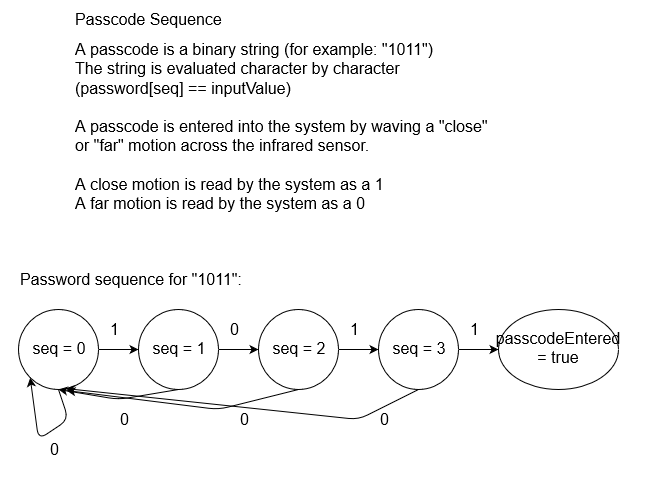 Passcode Sequence
A passcode is a binary string (for example: "1011")
The string is evaluated character by character
(password[seq] == inputValue)
A passcode is entered into the system by waving a "close"
or "far" motion across the infrared sensor.
A close motion is read by the system as a 1
A far motion is read by the system as a 0
Password sequence for "1011":
1
0
1
1
seq = 0
seq = 1
seq = 2
seq = 3
passcodeEntered
= true
0
0
0
0